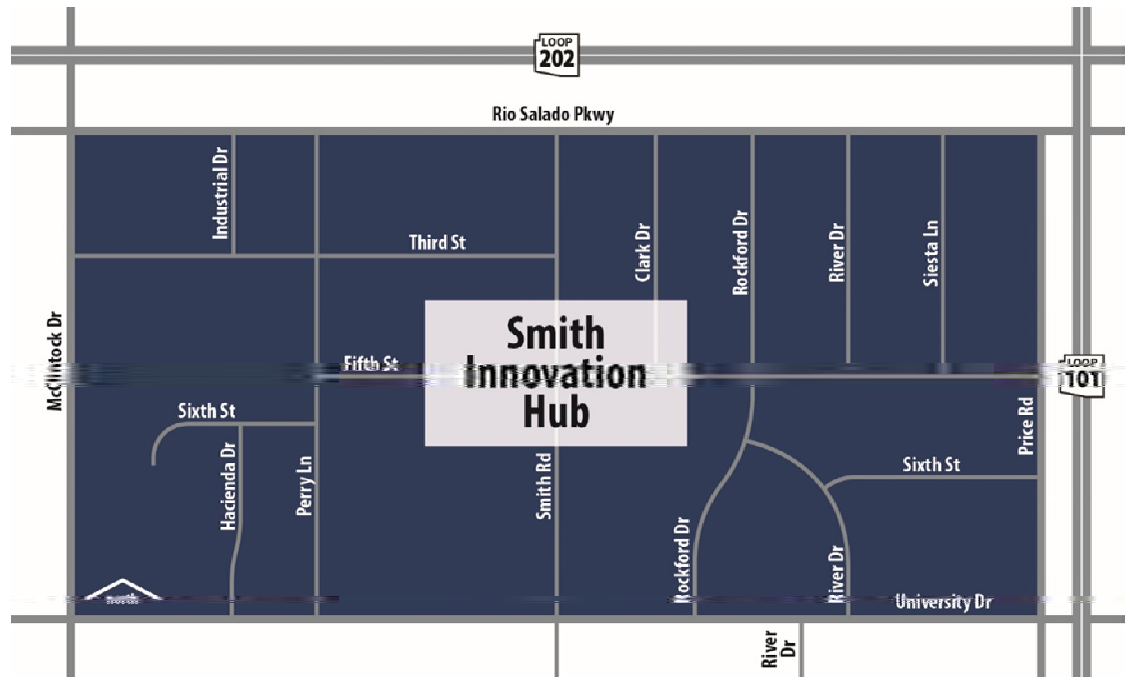 LOOP
202
Rio Salado Pkwy
Industrial Dr
Third St
Clark Dr
Rockford Dr
River Dr
Siesta Ln
McClintock Dr
Fifth St
Smith
Innovation
Hub
LOOP
101
Sixth St
Hacienda Dr
Perry Ln
Smith Rd
Price Rd
Sixth St
Rockford Dr
River Dr
University Dr
River
Dr